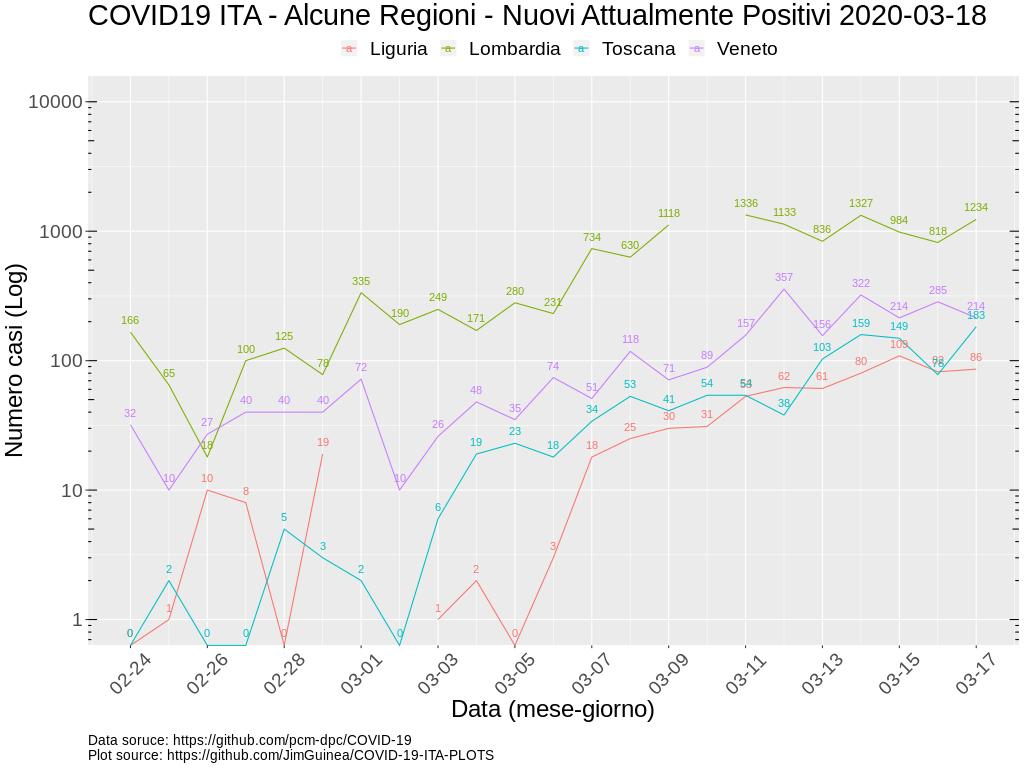 COVID19 ITA - Alcune Regioni - Nuovi Attualmente Positivi 2020-03-18
a Liguria a Lombardia a Toscana a Veneto
Numero casi (Log)
10000
1000
100
10
1
166 65 18 100 125 78 335 190 249 171 280 231 734 630 1118 1336 1133 836 1327 984 818 1234
32 10 27 40 40 40 72 10 26 48 35 74 51 118 71 89 157 357 156 322 214 285 214
0 2 0 0 5 3 2 0 6 19 23 18 34 53 41 54 54 38 103 159 149 78 183
0 1 10 8 0 19 1 2 0 3 18 25 30 31 62 61 80 109 86
02-24 02-26 02-28 03-01 03-03 03-05 03-07 03-09 03-11 03-13 03-15 03-17
Data (mese-giorno)
Data soruce: https://github.com/pcm-dpc/COVID-19
Plot source: https://github.com/JimGuinea/COVID-19-ITA-PLOTS